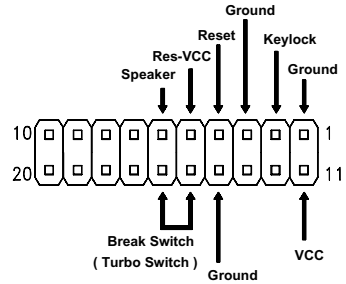 Ground
Reset
Keylock
Res-VCC
Speaker
Ground
10
1
20
11
Break Switch
( Turbo Switch )
VCC
Ground